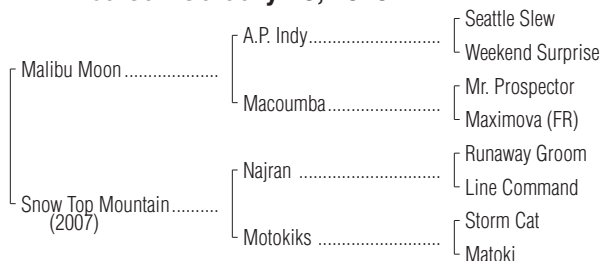 Seattle Slew
A.P. Indy
Weekend Surprise
Malibu Moon
Mr. Prospector
Macoumba
Maximova (FR)
Runaway Groom
Najran
Line Command
Snow Top Mountain
(2007)
Storm Cat
Motokiks
Matoki